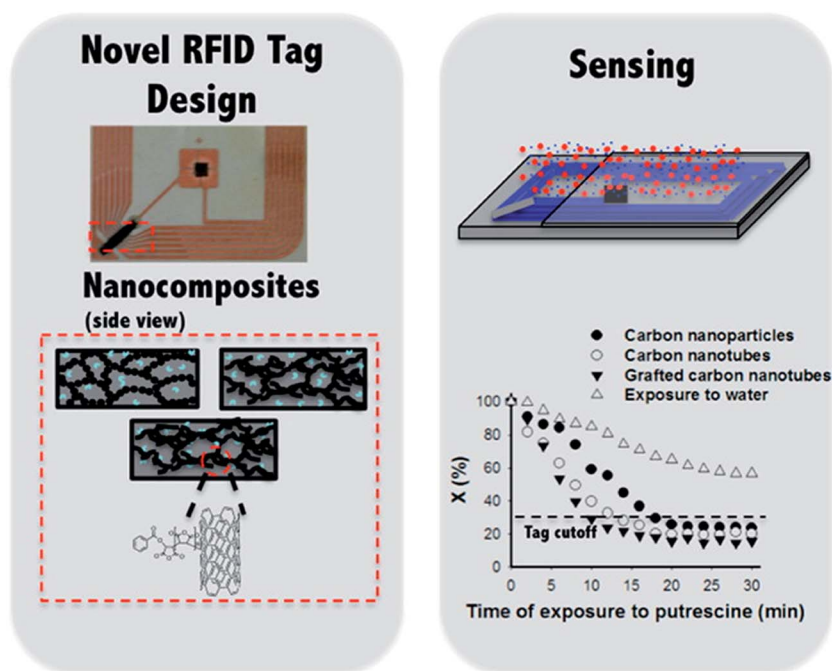 Novel RFID Tag
Design
Nanocomposites
(side view)
Sensing
Carbon nanoparticles
Carbon nanotubes
Grafted carbon nanotubes
Exposure to water
100
80
60
40
20
0
X (%)
Tag cutoff
0 5 10 15 20 25 30
Time of exposure to putrescine (min)